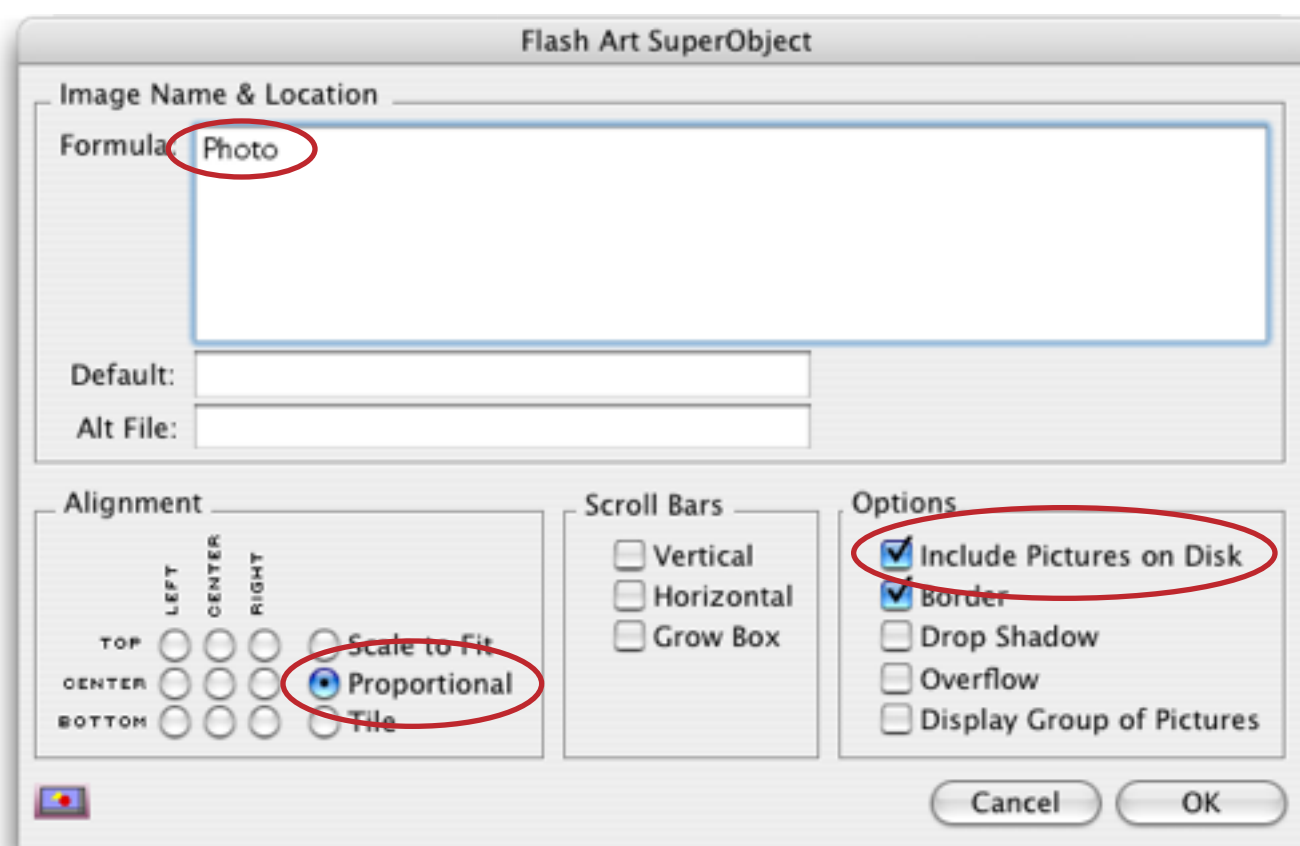 Flash Art SuperObject
Image Name & Location
Formula: Photo
Default:
Alt File:
Alignment
LEFT CENTER RIGHT
TOP Scale to Fit
CENTER Proportional
BOTTOM Tile
Scroll Bars
Vertical
Horizontal
Grow Box
Options
Include Pictures on Disk
Border
Drop Shadow
Overflow
Display Group of Pictures
Cancel OK